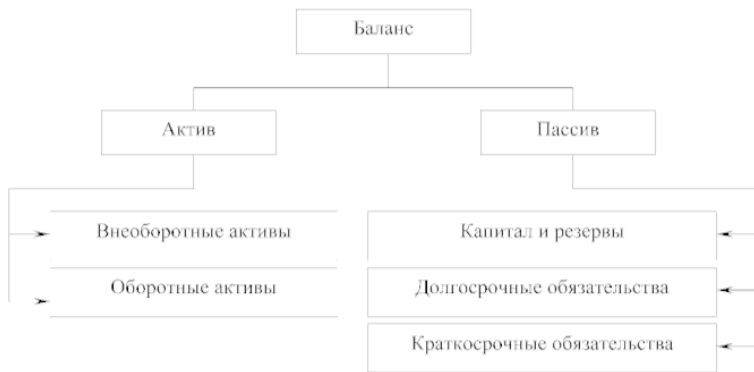 Баланс
Актив
Пассив
Внеоборотные активы
Капитал и резервы
Оборотные активы
Долгосрочные обязательства
Краткосрочные обязательства